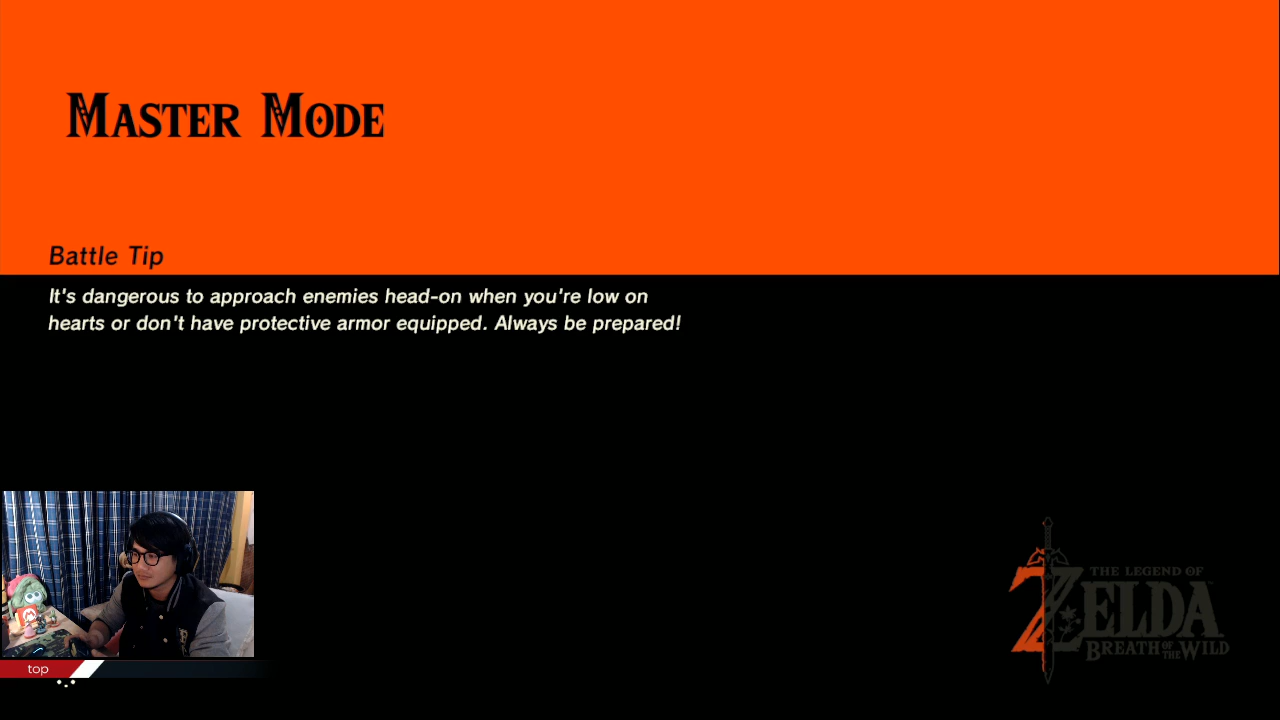 Master Mode
Battle Tip
It's dangerous to approach enemies head-on when you're low on
hearts or don't have protective armor equipped. Always be prepared!
THE LEGEND OF
ZELDA
BREATH OF THE WILD
top